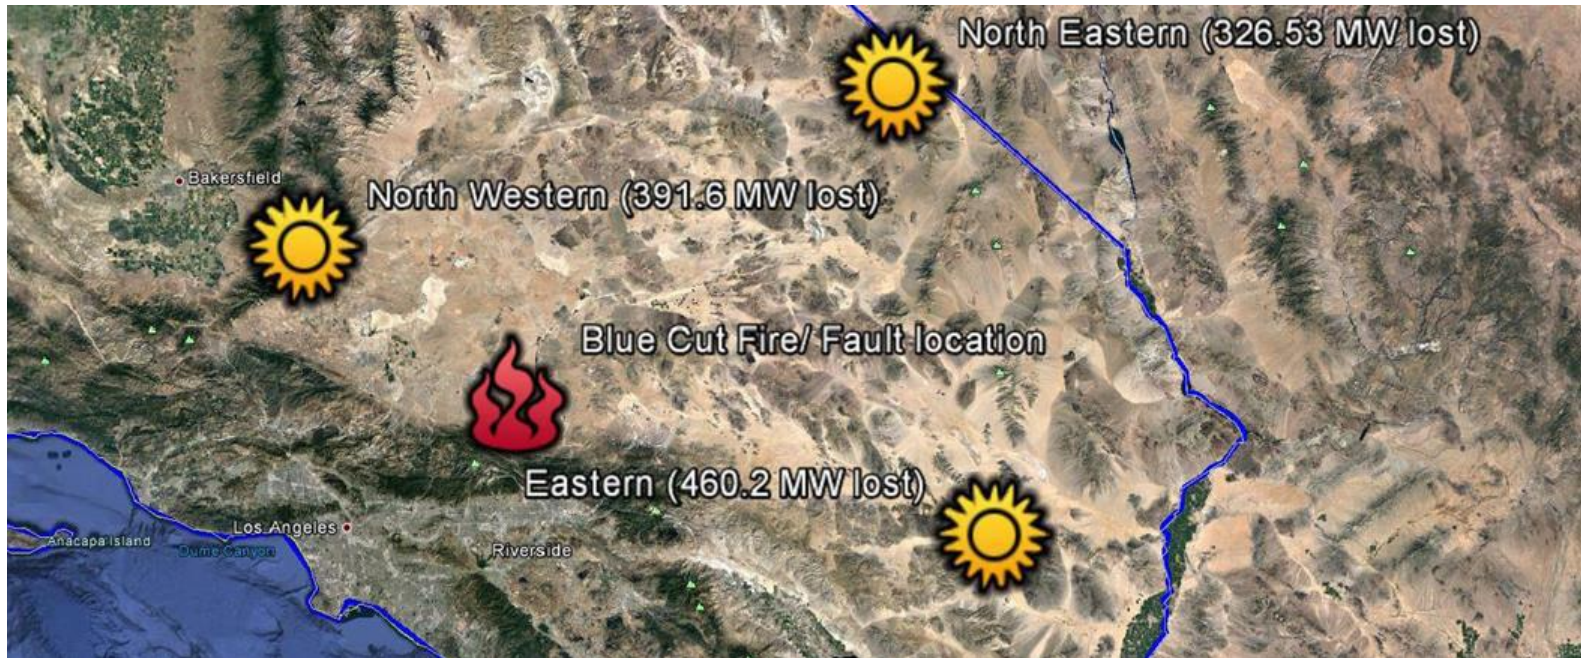 North Eastern (326.53 MW lost)
Bakersfield
North Western (391.6 MW lost)
Blue Cut Fire/ Fault location
Eastern (460.2 MW lost)
Los Angeles
Anacapa Island
Dume Canyon
Riverside